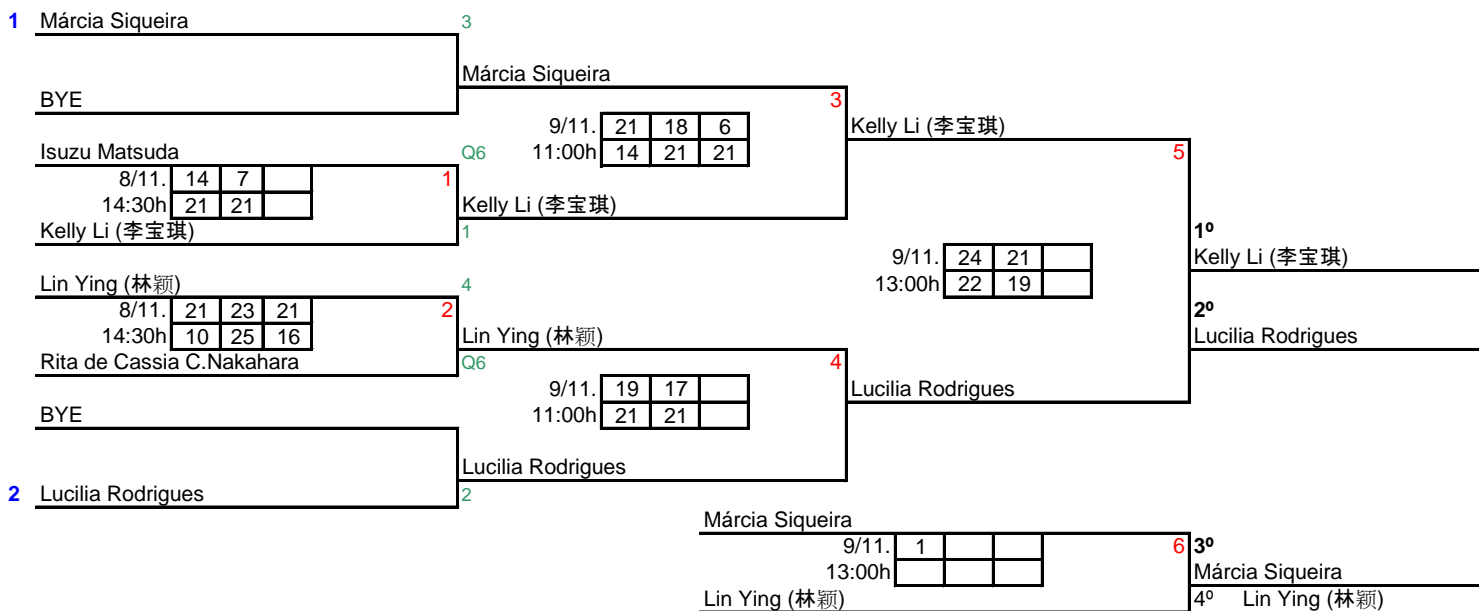 1 Márcia Siqueira 3
Márcia Siqueira
BYE 3
9/11. 21 18 6 Kelly Li (李宝琪)
Isuzu Matsuda Q6 11:00h 14 21 21 5
8/11. 14 7 1
14:30h 21 21 Kelly Li (李宝琪)
Kelly Li (李宝琪) 1 1º
9/11. 24 21 Kelly Li (李宝琪)
Lin Ying (林颖) 4 13:00h 22 19
8/11. 21 23 21 2 2º
14:30h 10 25 16 Lin Ying (林颖) Lucilia Rodrigues
Rita de Cassia C.Nakahara Q6 4
9/11. 19 17 Lucilia Rodrigues
BYE 11:00h 21 21
Lucilia Rodrigues
2 Lucilia Rodrigues 2
Márcia Siqueira
9/11. 1 6 3º
13:00h Márcia Siqueira
Lin Ying (林颖) 4º Lin Ying (林颖)